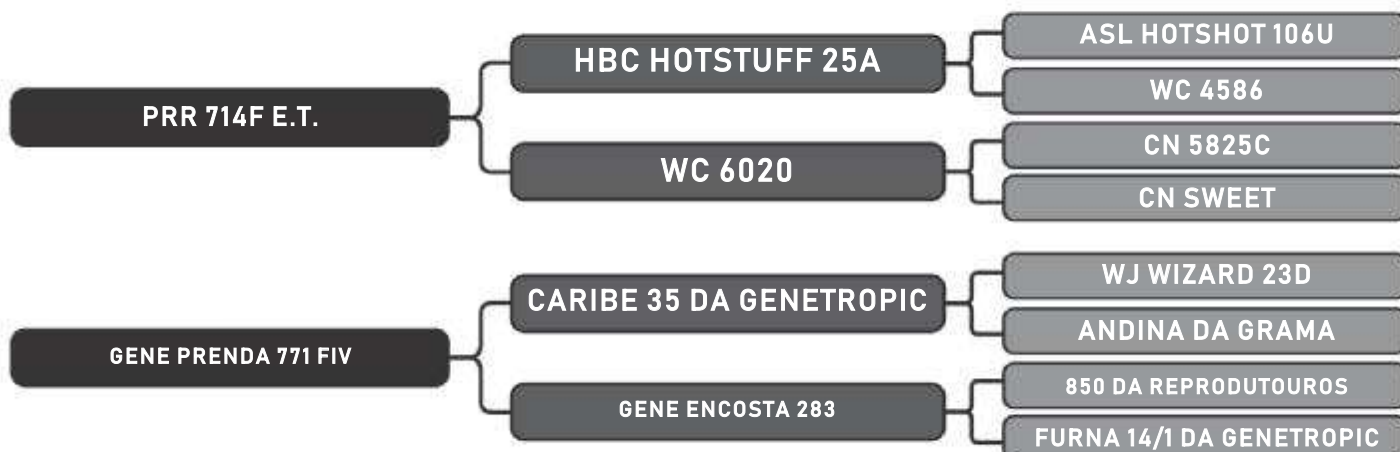 PRR 714F E.T.
HBC HOTSTUFF 25A
WC 6020
ASL HOTSHOT 106U
WC 4586
CN 5825C
CN SWEET
GENE PRENDA 771 FIV
CARIBE 35 DA GENETROPIC
GENE ENCOSTA 283
WJ WIZARD 23D
ANDINA DA GRAMA
850 DA REPRODUTOUROS
FURNA 14/1 DA GENETROPIC